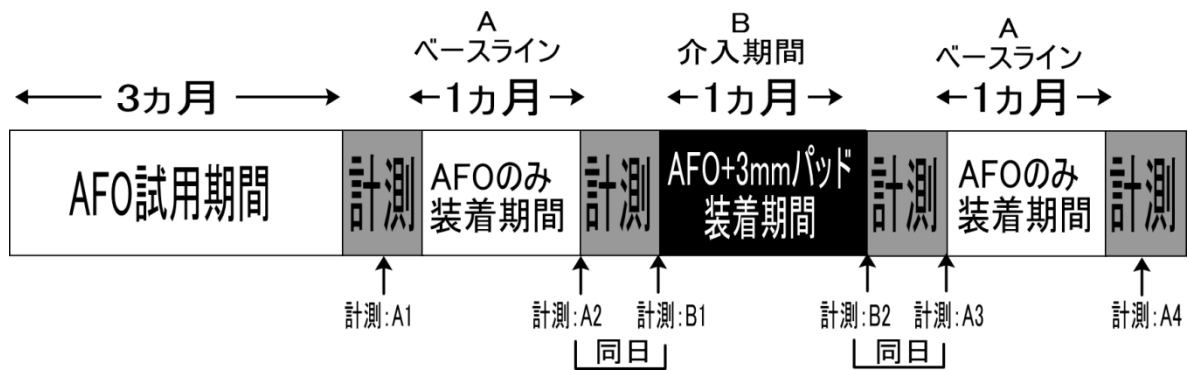 A
ベースライン
B
介入期間
A
ベースライン
3ヵ月
1ヵ月
1ヵ月
1ヵ月
AFO試用期間
計測
AFOのみ
装着期間
計測
AFO+3mmパッド
装着期間
計測
AFOのみ
装着期間
計測
計測:A1
計測:A2
計測:B1
計測:B2
計測:A3
計測:A4
同日
同日